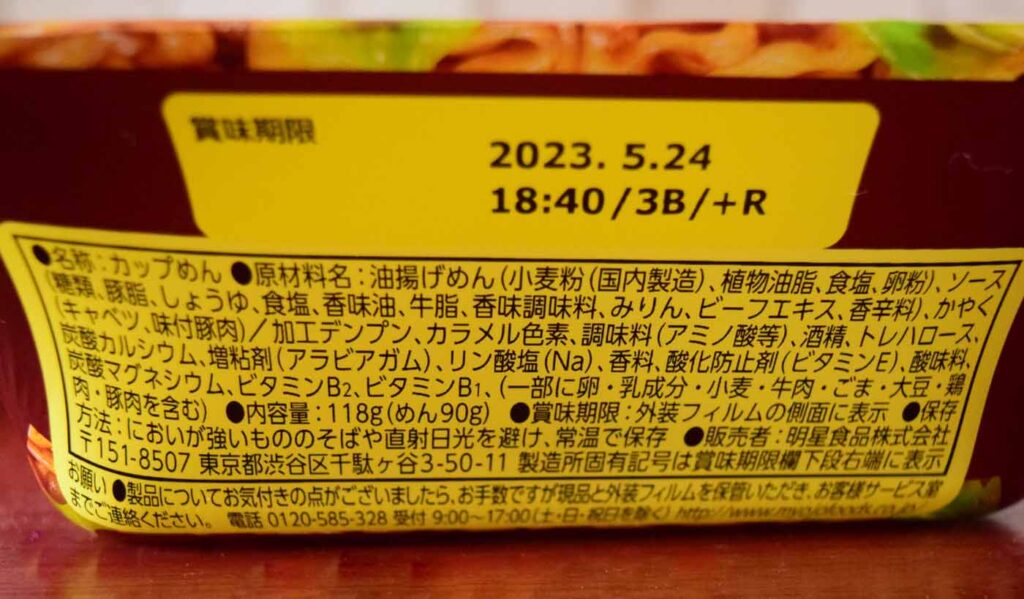 賞味期限
2023. 5.24
18:40/3B/+R
●名称：カップめん ●原材料名：油揚げめん（小麦粉（国内製造）、植物油脂、食塩、卵粉）、ソース
（糖類、豚脂、しょうゆ、食塩、香味油、牛脂、香味調味料、みりん、ビーフエキス、香辛料）、かやく
（キャベツ、味付豚肉）／加工デンプン、カラメル色素、調味料（アミノ酸等）、酒精、トレハロース、
炭酸カルシウム、増粘剤（アラビアガム）、リン酸塩（Na）、香料、酸化防止剤（ビタミンE）、酸味料、
炭酸マグネシウム、ビタミンB2、ビタミンB1、（一部に卵・乳成分・小麦・牛肉・ごま・大豆・鶏
肉・豚肉を含む） ●内容量：118g（めん90g） ●賞味期限：外装フィルムの側面に表示 ●保存
方法：においが強いもののそばや直射日光を避け、常温で保存 ●販売者：明星食品株式会社
〒151-8507 東京都渋谷区千駄ヶ谷3-50-11 製造所固有記号は賞味期限欄下段右端に表示
お願い ●製品についてお気付きの点がございましたら、お手数ですが現品と外装フィルムを保管いただき、お客様サービス室
までご連絡ください。 電話 0120-585-328 受付 9:00〜17:00（土・日・祝日を除く） http://www.myojofoods.co.jp